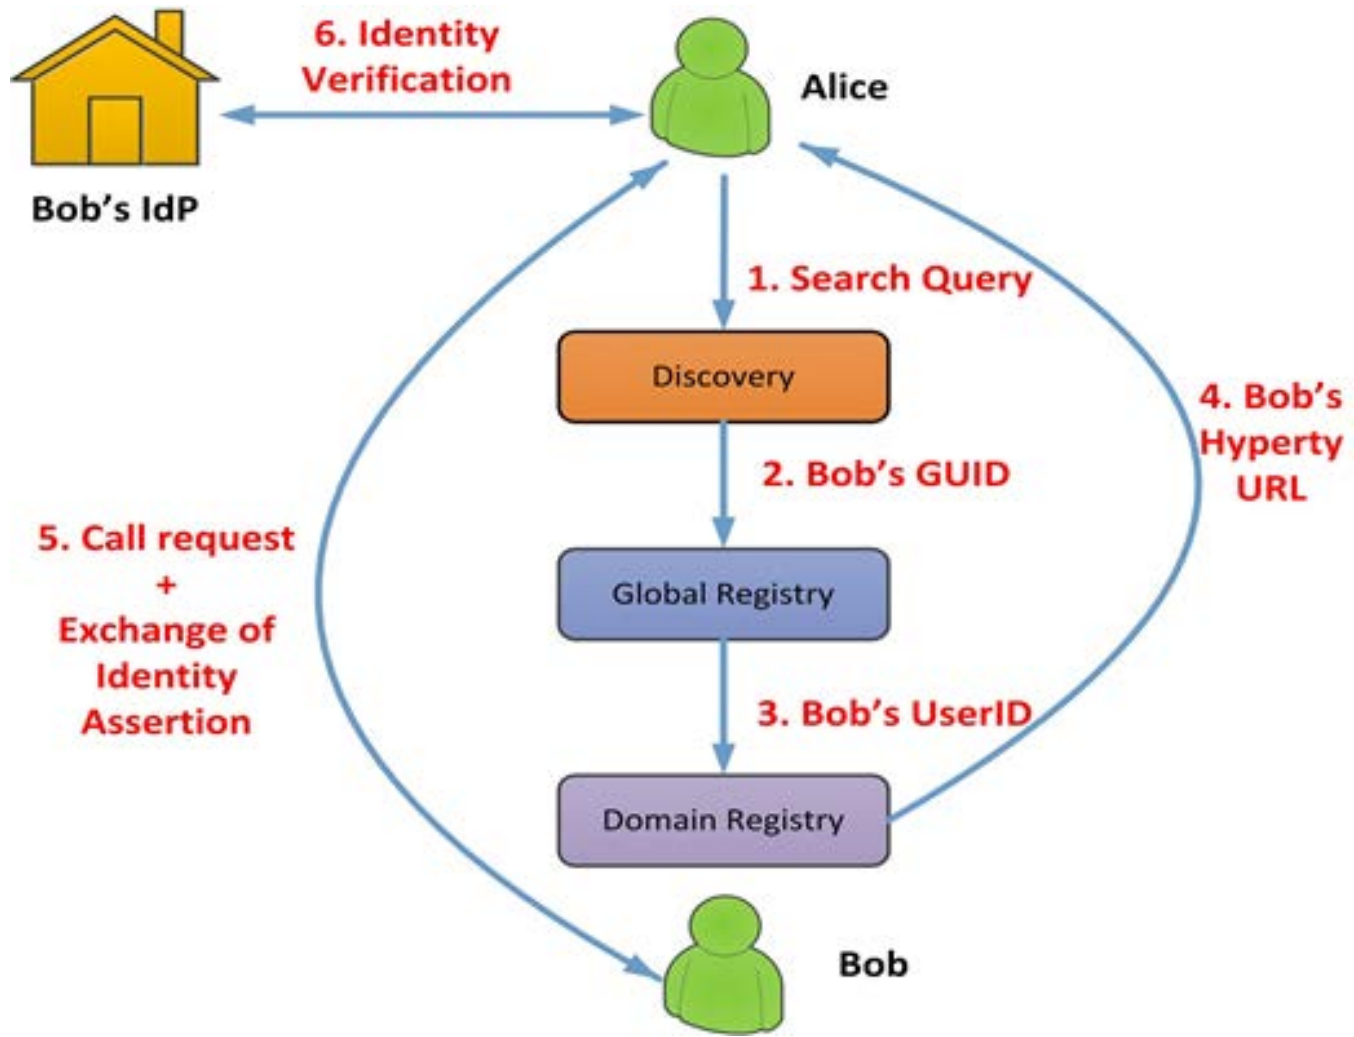 6. Identity
Verification
Alice
Bob's IdP
1. Search Query
Discovery
4. Bob's
Hyperty
URL
2. Bob's GUID
5. Call request
+
Exchange of
Identity
Assertion
Global Registry
3. Bob's UserID
Domain Registry
Bob